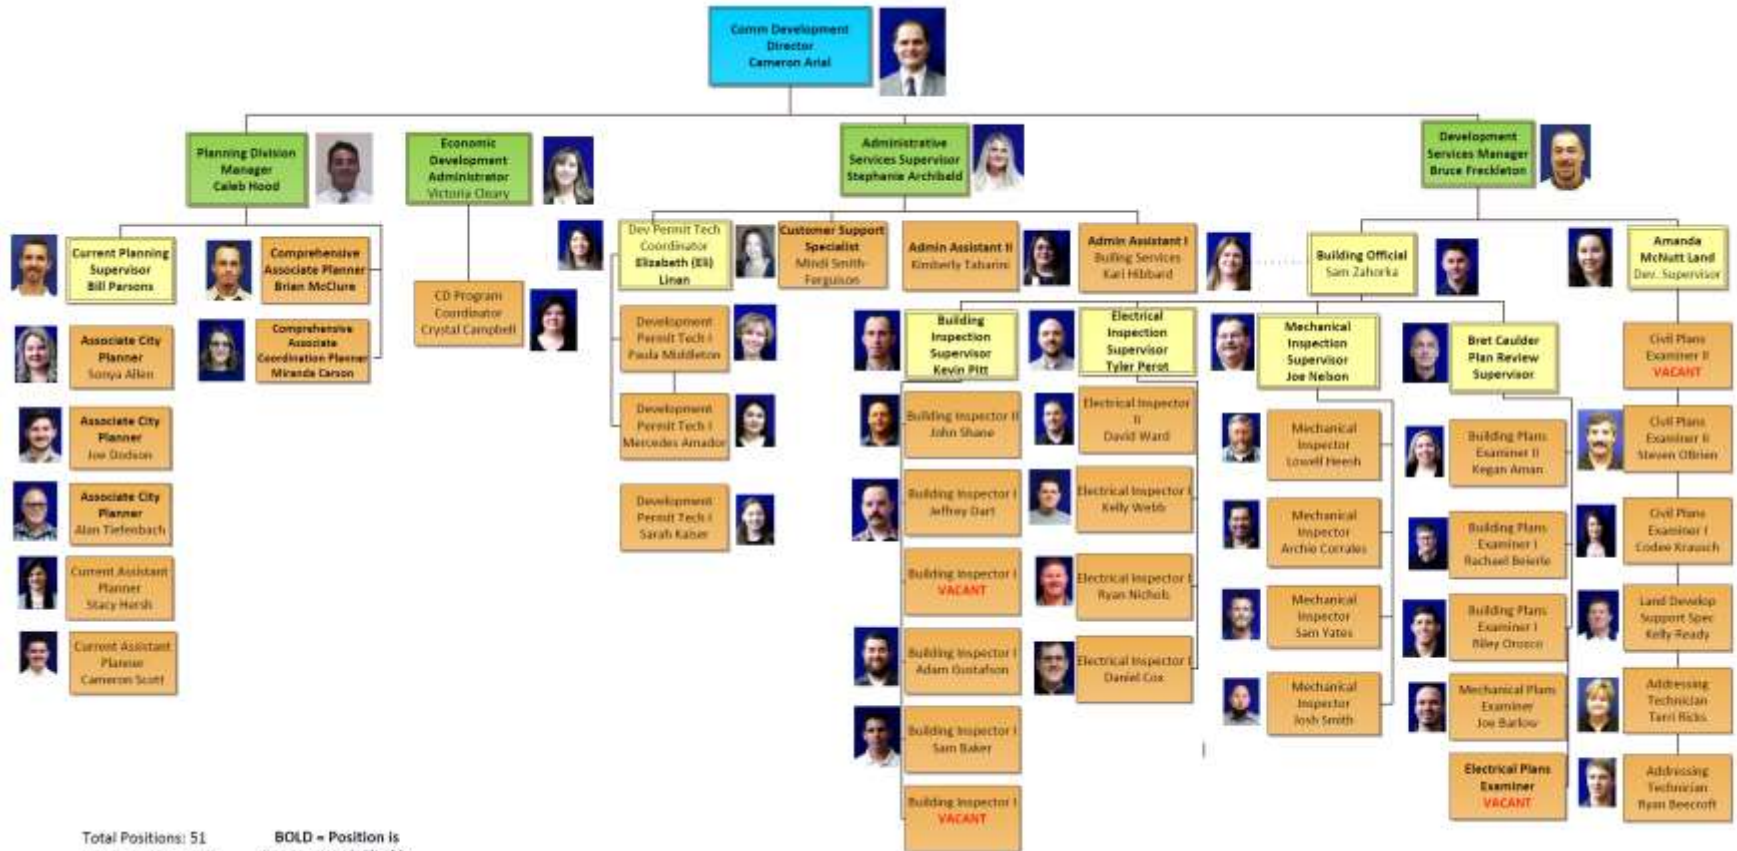 Comm Development
Director
Cameron Arial
Planning Division
Manager
Caleb Hood
Economic
Development
Administrator
Victoria Cleary
Administrative
Services Supervisor
Stephanie Archibald
Development
Services Manager
Bruce Freckleton
Current Planning
Supervisor
Bill Parsons
Comprehensive
Associate Planner
Brian McClure
Comprehensive
Associate
Coordination Planner
Miranda Carson
Associate City
Planner
Sonya Allen
Associate City
Planner
Joe Dodson
Associate City
Planner
Alan Tiefenbach
Current Assistant
Planner
Stacy Hersh
Current Assistant
Planner
Cameron Scott
CD Program
Coordinator
Crystal Campbell
Dev Permit Tech
Coordinator
Elizabeth (Eli)
Linan
Development
Permit Tech I
Paula Middleton
Development
Permit Tech I
Mercedes Amador
Development
Permit Tech I
Sarah Kaiser
Customer Support
Specialist
Mindi Smith-
Ferguison
Admin Assistant II
Kimberly Taharini
Admin Assistant I
Builing Services
Kari Hibbard
Building Official
Sam Zahorka
Amanda
McNutt Land
Dev. Supervisor
Building
Inspection
Supervisor
Kevin Pitt
Building Inspector II
John Shane
Building Inspector I
Jeffrey Dart
Building Inspector I
VACANT
Building Inspector I
Adam Gustafson
Building Inspector I
Sam Baker
Building Inspector I
VACANT
Electrical
Inspection
Supervisor
Tyler Perot
Electrical Inspector
II
David Ward
Electrical Inspector I
Kelly Webb
Electrical Inspector I
Ryan Nichols
Electrical Inspector I
Daniel Cox
Mechanical
Inspection
Supervisor
Joe Nelson
Mechanical
Inspector
Lowell Heesh
Mechanical
Inspector
Archie Corrales
Mechanical
Inspector
Sam Yates
Mechanical
Inspector
Josh Smith
Bret Caulder
Plan Review
Supervisor
Building Plans
Examiner II
Kegan Aman
Building Plans
Examiner I
Rachael Beierle
Building Plans
Examiner I
Riley Orozco
Mechanical Plans
Examiner
Joe Barlow
Electrical Plans
Examiner
VACANT
Civil Plans
Examiner II
VACANT
Civil Plans
Examiner II
Steven OBrien
Civil Plans
Examiner I
Codee Krausch
Land Develop
Support Spec
Kelly Ready
Addressing
Technician
Terri Ricks
Addressing
Technician
Ryan Beecroft
Total Positions: 51
BOLD = Position is